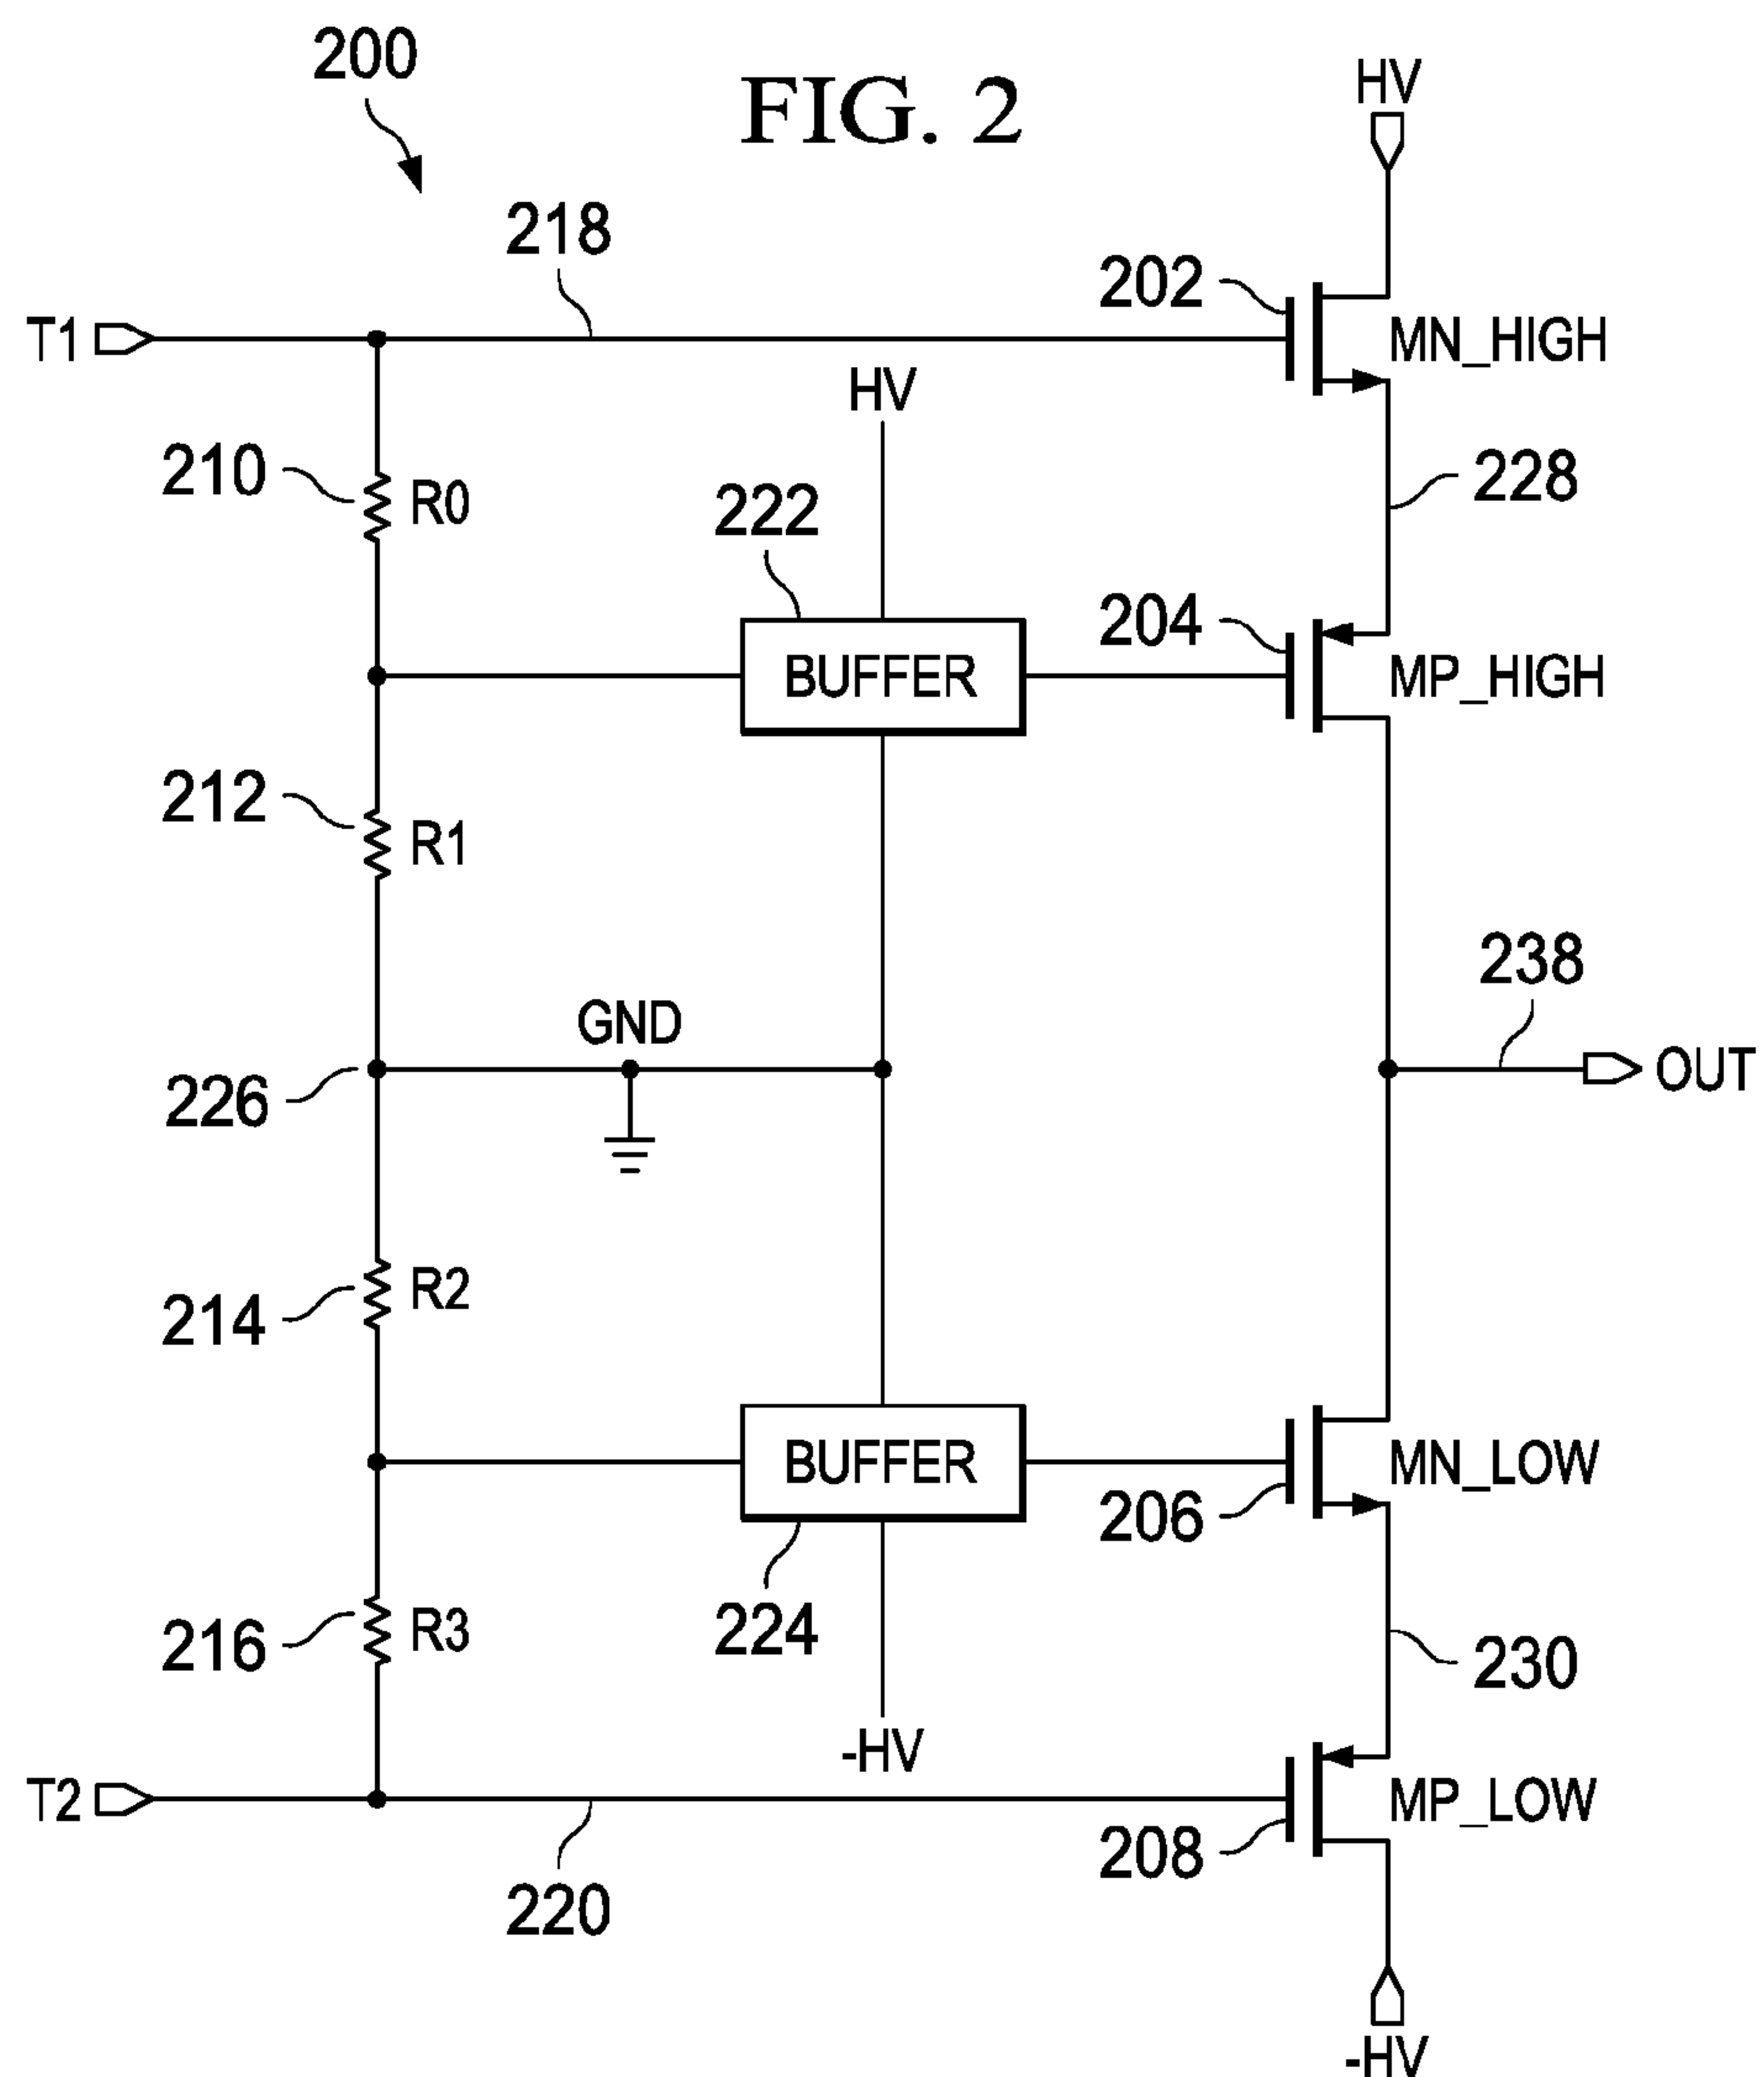 200
FIG. 2
HV
218
202
T1
MN_HIGH
HV
210
R0
228
222
204
BUFFER
MP_HIGH
212
R1
238
GND
226
OUT
214
R2
BUFFER
MN_LOW
206
216
R3
224
230
-HV
T2
MP_LOW
208
220
-HV